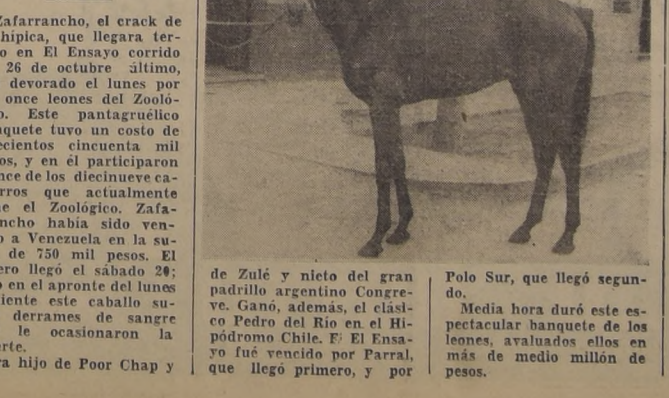 Zafarrancho, el crack de
hípica, que llegara ter-
o en El Ensayo corrido
26 de octubre último,
devorado el lunes por
once leones del Zooló-
o. Este pantagruélico
quete tuvo un costo de
ecientos cincuenta mil
os, y en él participaron
nce de los diecinueve ca-
rros que actualmente
e el Zoológico. Zafa-
ncho había sido ven-
o a Venezuela en la su-
de 750 mil pesos. El
ero llegó el sábado 20;
o en el apronte del lunes
iente este caballo su-
derrames de sangre
le ocasionaron la
erte.
ra hijo de Poor Chap y
de Zulé y nieto del gran
padrillo argentino Congre-
ve. Ganó, además, el clási-
co Pedro del Río en el Hi-
pódromo Chile. El Ensa-
yo fué vencido por Parral,
que llegó primero, y por
Polo Sur, que llegó segun-
do.
Media hora duró este es-
pectacular banquete de los
leones, avaluados ellos en
más de medio millón de
pesos.